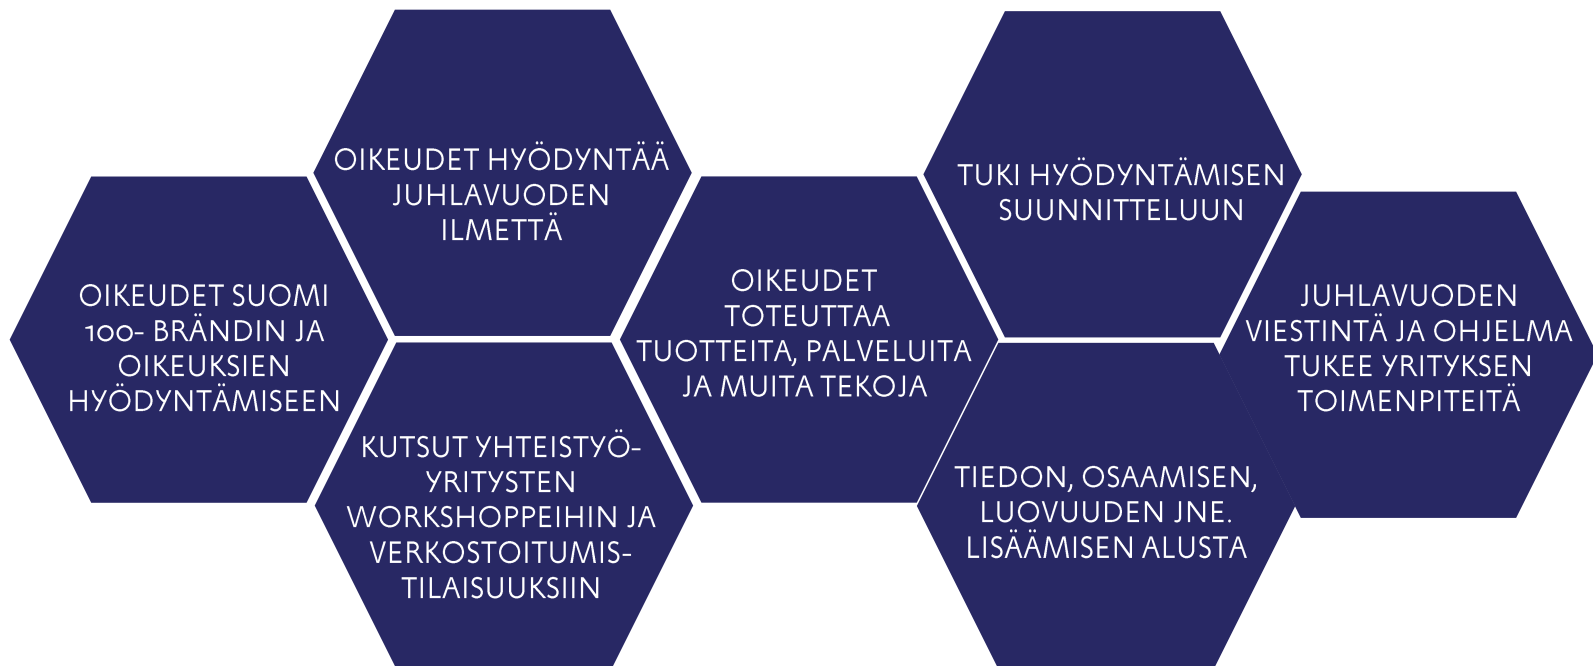 OIKEUDET SUOMI
100- BRÄNDIN JA
OIKEUKSIEN
HYÖDYNTÄMISEEN
OIKEUDET HYÖDYNTÄÄ
JUHLAVUODEN
ILMETTÄ
KUTSUT YHTEISTYÖ-
YRITYSTEN
WORKSHOPPEIHIN JA
VERKOSTOITUMIS-
TILAISUUKSIIN
OIKEUDET
TOTEUTTAA
TUOTTEITA, PALVELUITA
JA MUITA TEKOJA
TUKI HYÖDYNTÄMISEN
SUUNNITTELUUN
TIEDON, OSAAMISEN,
LUOVUUDEN JNE.
LISÄÄMISEN ALUSTA
JUHLAVUODEN
VIESTINTÄ JA OHJELMA
TUKEE YRITYKSEN
TOIMENPITEITÄ